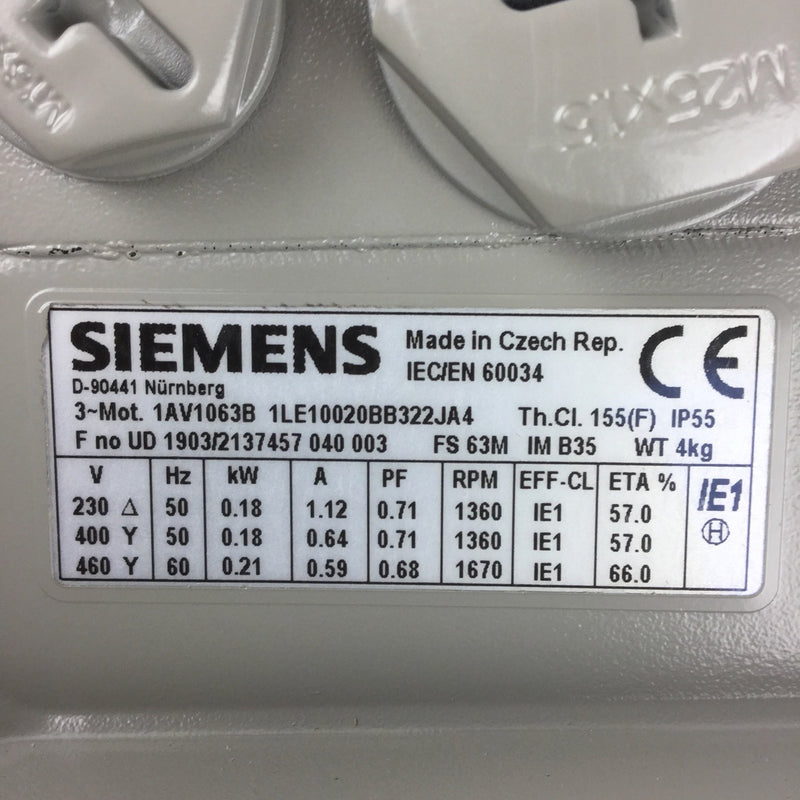 M25x1.5
SIEMENS
Made in Czech Rep.
IEC/EN 60034
CE
D-90441 Nürnberg
3~Mot. 1AV1063B 1LE10020BB322JA4 Th.Cl. 155(F) IP55
F no UD 1903/2137457 040 003 FS 63M IM B35 WT 4kg
V Hz kW A PF RPM EFF-CL ETA %
230 Δ 50 0.18 1.12 0.71 1360 IE1 57.0
400 Y 50 0.18 0.64 0.71 1360 IE1 57.0
460 Y 60 0.21 0.59 0.68 1670 IE1 66.0
IE1
H